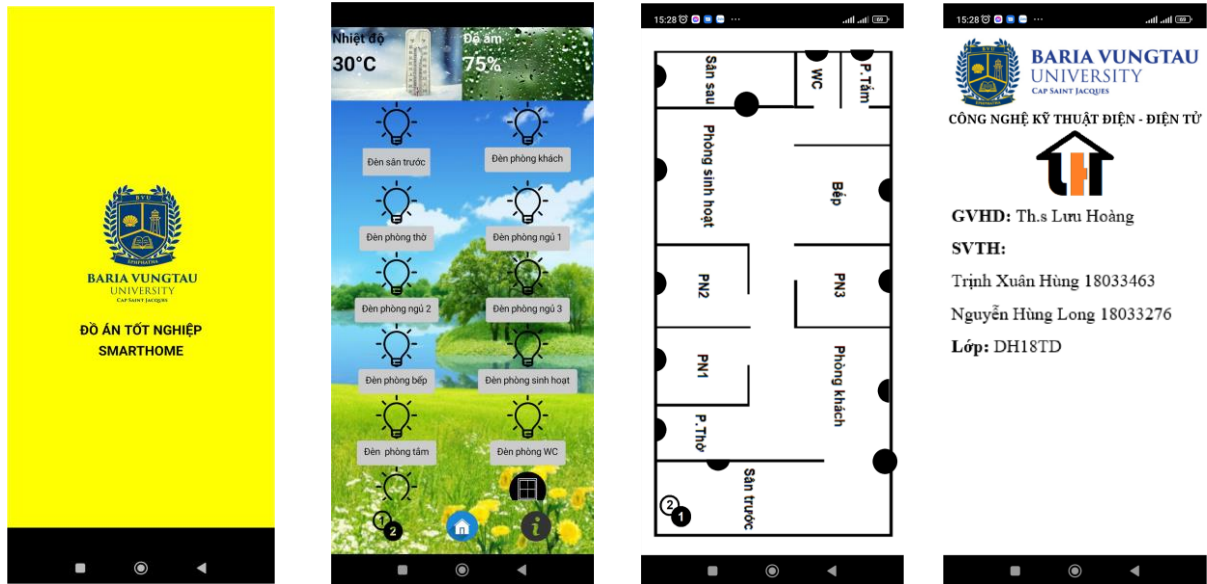 BVU
EPHPHATHA
BARIA VUNGTAU
UNIVERSITY
CAP SAINT JACQUES
ĐỒ ÁN TỐT NGHIỆP
SMARTHOME
Nhiệt độ
Độ ẩm
30°C
75%
Đèn sân trước
Đèn phòng khách
Đèn phòng thờ
Đèn phòng ngủ 1
Đèn phòng ngủ 2
Đèn phòng ngủ 3
Đèn phòng bếp
Đèn phòng sinh hoạt
Đèn phòng tắm
Đèn phòng WC
1
2
i
15:28
69
Sân sau
WC
P.Tắm
Phòng sinh hoạt
Bếp
PN2
PN3
PN1
Phòng khách
P.Thờ
Sân trước
2
1
15:28
69
BARIA VUNGTAU
UNIVERSITY
CAP SAINT JACQUES
CÔNG NGHỆ KỸ THUẬT ĐIỆN - ĐIỆN TỬ
GVHD: Th.s Lưu Hoàng
SVTH:
Trịnh Xuân Hùng 18033463
Nguyễn Hùng Long 18033276
Lớp: DH18TD